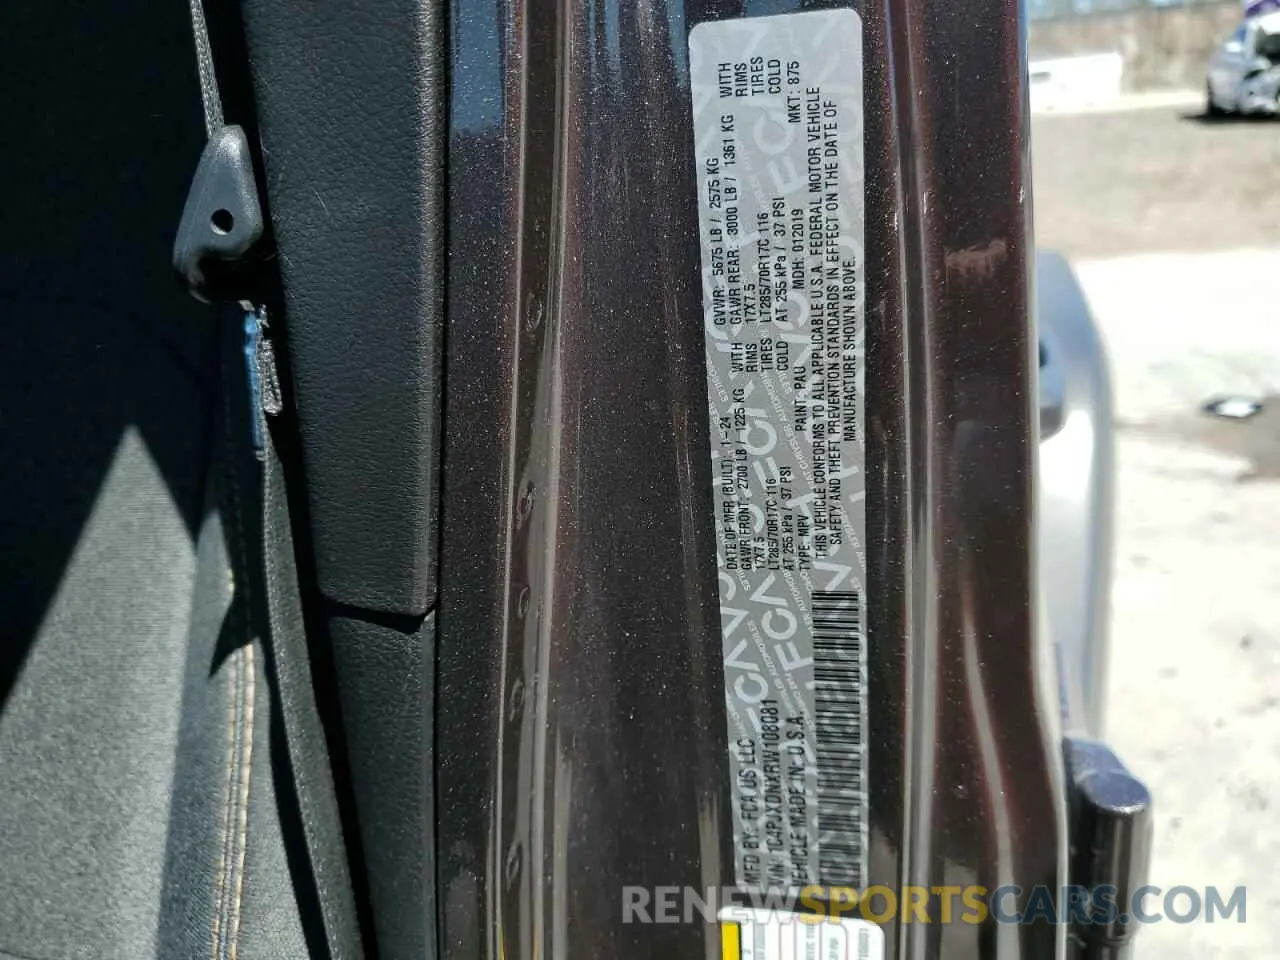 MFD BY: FCA US LLC
DATE OF MFR (BUILT): 1-24
GVWR: 5675 LB / 2575 KG
GAWR FRONT: 2700 LB / 1225 KG WITH
17X7.5 RIMS
LT285/70R17C 116 TIRES
AT 255 kPa / 37 PSI COLD
GAWR REAR: 3000 LB / 1361 KG WITH
17X7.5 RIMS
LT285/70R17C 116 TIRES
AT 255 kPa / 37 PSI COLD
VIN: 1C4PJXDNXRW108081
TYPE: MPV
PAINT: PAU
MDH: 012019
MKT: 875
VEHICLE MADE IN U.S.A.
THIS VEHICLE CONFORMS TO ALL APPLICABLE U.S.A. FEDERAL MOTOR VEHICLE
SAFETY AND THEFT PREVENTION STANDARDS IN EFFECT ON THE DATE OF
MANUFACTURE SHOWN ABOVE.
RENEWSPORTSCARS.COM